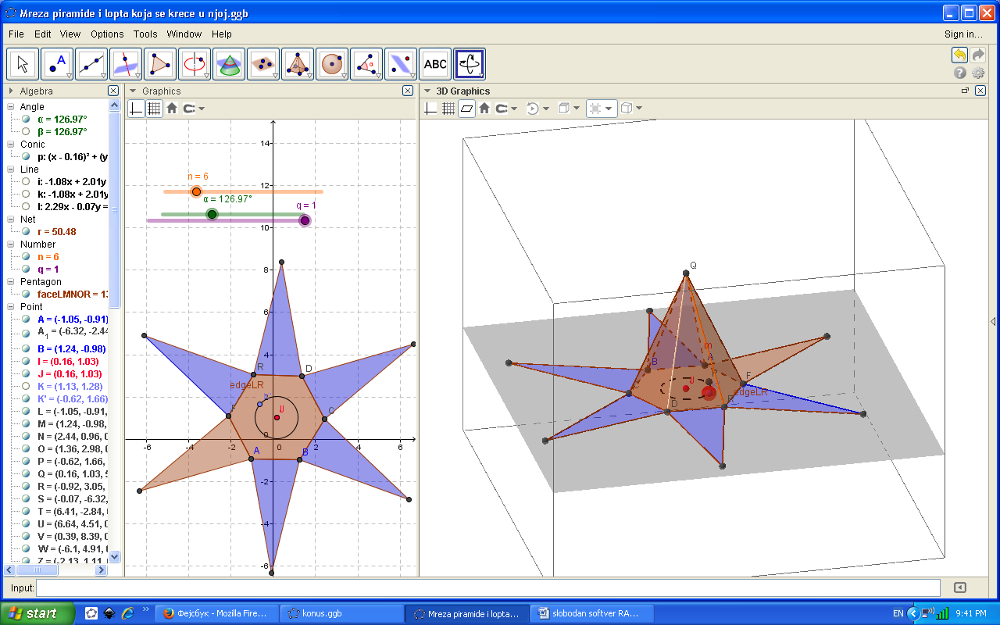 Mreza piramide i lopta koja se krece u njoj.ggb
File Edit View Options Tools Window Help Sign in...
ABC
Algebra
Angle
α = 126.97°
β = 126.97°
Conic
p: (x - 0.16)² + (y
Line
i: -1.08x + 2.01y
k: -1.08x + 2.01y
l: 2.29x - 0.07y =
Net
r = 50.48
Number
n = 6
q = 1
Pentagon
faceLMNOR = 13
Point
A = (-1.05, -0.91)
A₁ = (-6.32, -2.44
B = (1.24, -0.98)
I = (0.16, 1.03)
J = (0.16, 1.03)
K = (1.13, 1.28)
K' = (-0.62, 1.66)
L = (-1.05, -0.91,
M = (1.24, -0.98,
N = (2.44, 0.96, 0
O = (1.36, 2.98, 0
P = (-0.62, 1.66,
Q = (0.16, 1.03, 5
R = (-0.92, 3.05,
S = (-0.07, -6.32,
T = (6.41, -2.84, 0
U = (6.64, 4.51, 0
V = (0.39, 8.39, 0
W = (-6.1, 4.91, 0
Z = (-2.13, 1.11, 0
Graphics
14
n = 6
12
α = 126.97°
q = 1
10
8
6
4
R D
edgeLR
2
J
F C
0
-6 -4 -2 0 2 4 6
A B
-2
-4
-6
3D Graphics
Q
m
B A
J F
C edgeLR
D R
Input:
start
Фејсбук - Mozilla Fire...
konus.ggb
Mreza piramide i lopta...
slobodan softver RA...
EN
9:41 PM